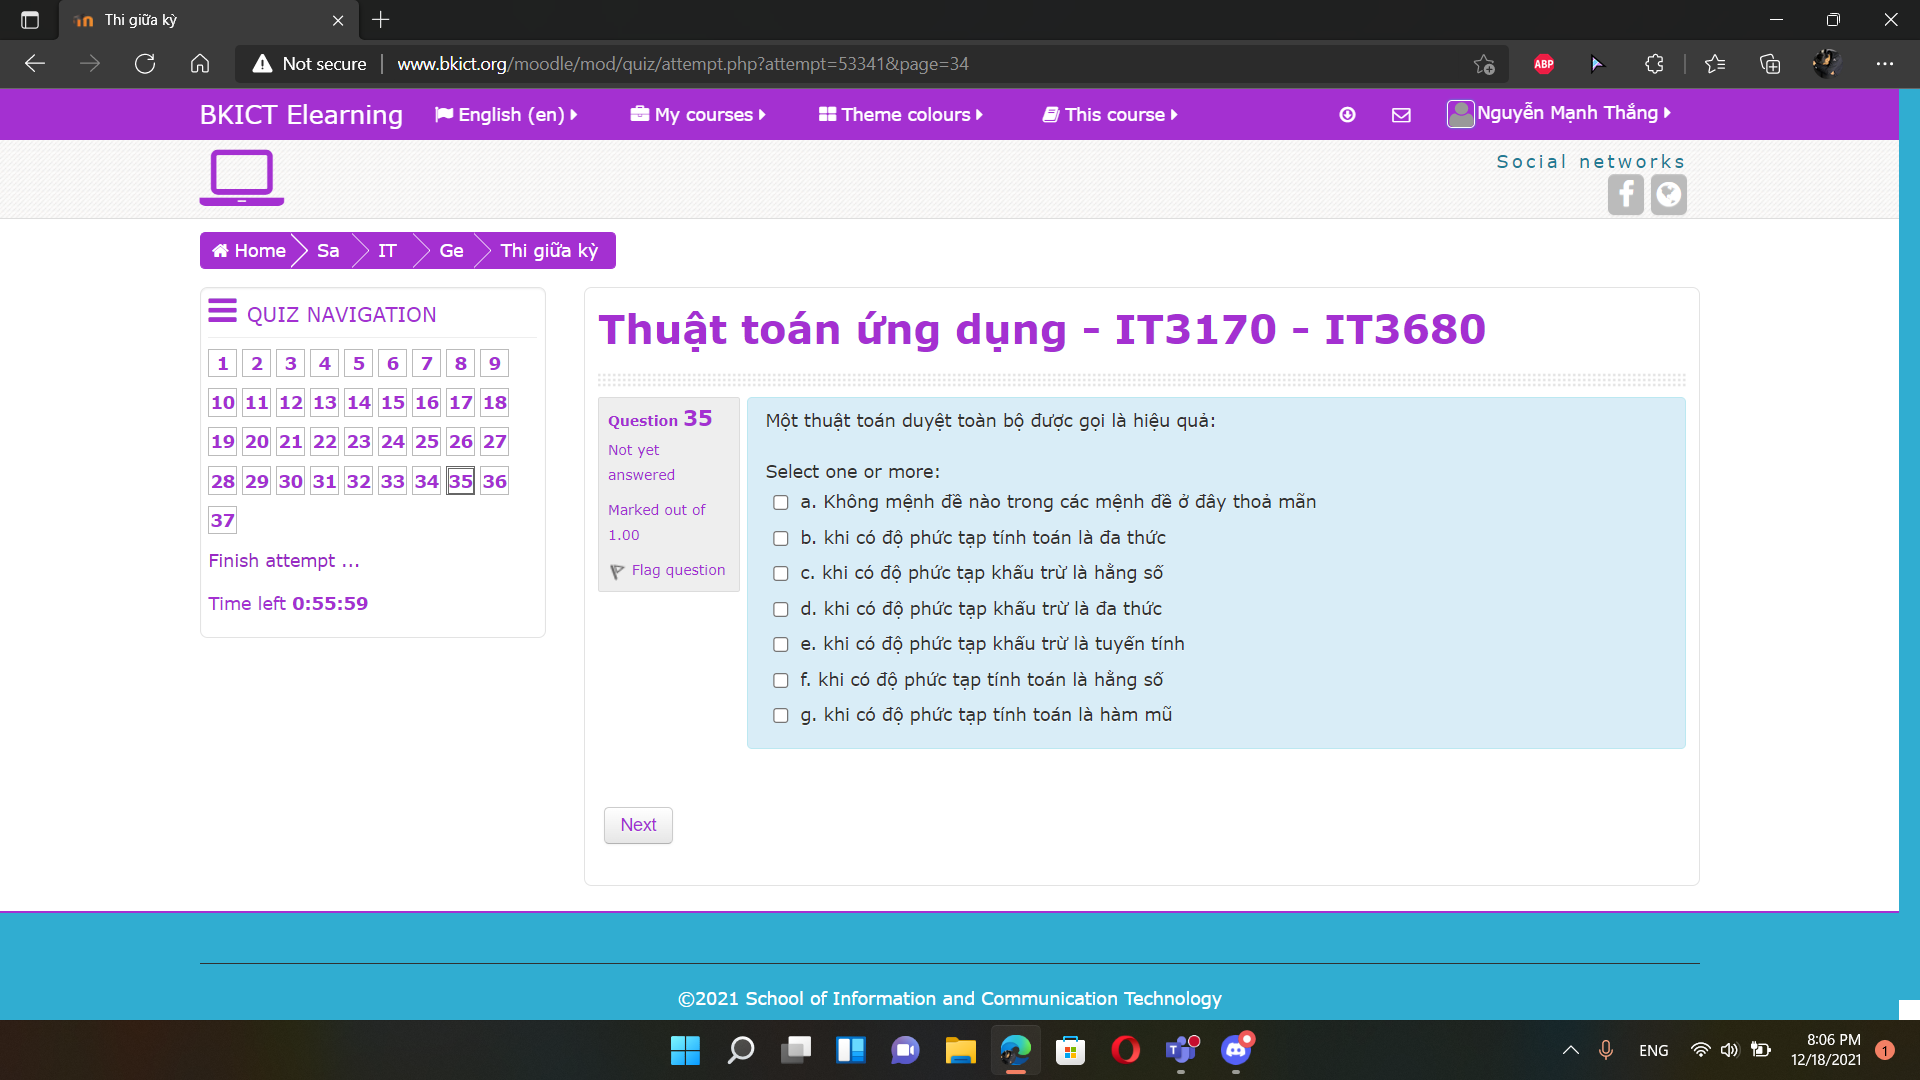 Thi giữa kỳ
Not secure
www.bkict.org/moodle/mod/quiz/attempt.php?attempt=53341&page=34
ABP
BKICT Elearning
English (en)
My courses
Theme colours
This course
Nguyễn Mạnh Thắng
Social networks
Home
Sa
IT
Ge
Thi giữa kỳ
QUIZ NAVIGATION
1 2 3 4 5 6 7 8 9
10 11 12 13 14 15 16 17 18
19 20 21 22 23 24 25 26 27
28 29 30 31 32 33 34 35 36
37
Finish attempt ...
Time left 0:55:59
Thuật toán ứng dụng - IT3170 - IT3680
Question 35
Not yet
answered
Marked out of
1.00
Flag question
Một thuật toán duyệt toàn bộ được gọi là hiệu quả:
Select one or more:
a. Không mệnh đề nào trong các mệnh đề ở đây thoả mãn
b. khi có độ phức tạp tính toán là đa thức
c. khi có độ phức tạp khấu trừ là hằng số
d. khi có độ phức tạp khấu trừ là đa thức
e. khi có độ phức tạp khấu trừ là tuyến tính
f. khi có độ phức tạp tính toán là hằng số
g. khi có độ phức tạp tính toán là hàm mũ
Next
©2021 School of Information and Communication Technology
ENG
8:06 PM
12/18/2021
1